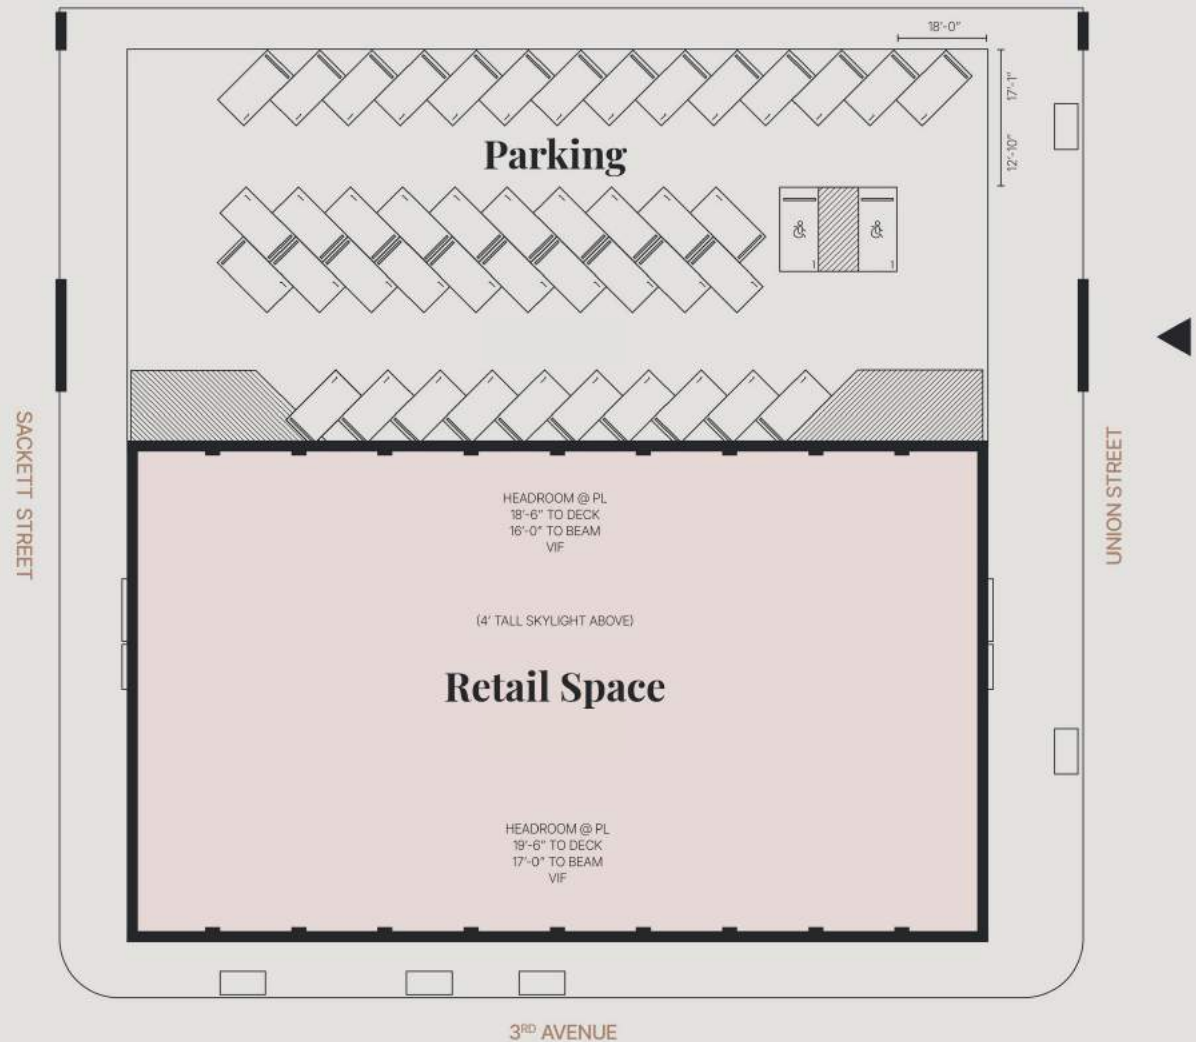 18'-0"
17'-1"
12'-10"
Parking
SACKETT STREET
UNION STREET
HEADROOM @ PL
18'-6" TO DECK
16'-0" TO BEAM
VIF
(4' TALL SKYLIGHT ABOVE)
Retail Space
HEADROOM @ PL
19'-6" TO DECK
17'-0" TO BEAM
VIF
3RD AVENUE